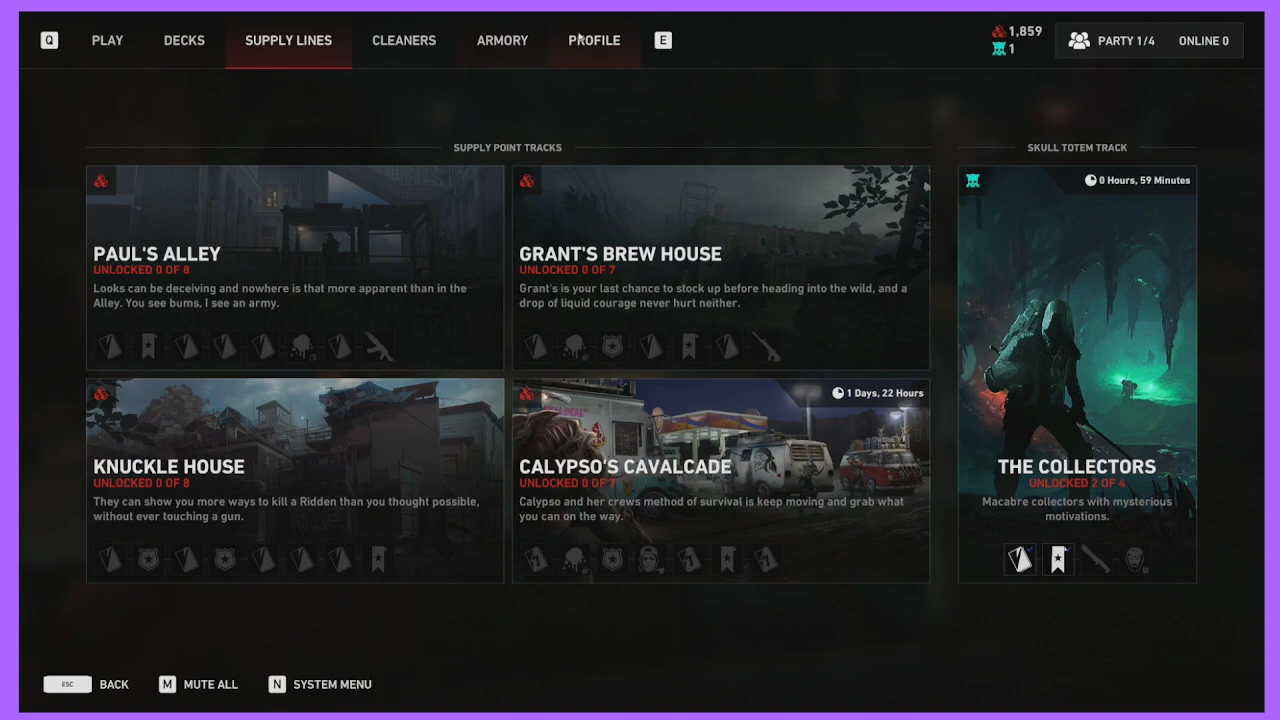 Q PLAY DECKS SUPPLY LINES CLEANERS ARMORY PROFILE E
1,859
1
PARTY 1/4 ONLINE 0
SUPPLY POINT TRACKS
SKULL TOTEM TRACK
PAUL'S ALLEY
UNLOCKED 0 OF 8
Looks can be deceiving and nowhere is that more apparent than in the
Alley. You see bums, I see an army.
GRANT'S BREW HOUSE
UNLOCKED 0 OF 7
Grant's is your last chance to stock up before heading into the wild, and a
drop of liquid courage never hurt neither.
KNUCKLE HOUSE
UNLOCKED 0 OF 8
They can show you more ways to kill a Ridden than you thought possible,
without ever touching a gun.
1 Days, 22 Hours
CALYPSO'S CAVALCADE
UNLOCKED 0 OF 7
Calypso and her crews method of survival is keep moving and grab what
you can on the way.
0 Hours, 59 Minutes
THE COLLECTORS
UNLOCKED 2 OF 4
Macabre collectors with mysterious
motivations.
ESC BACK M MUTE ALL N SYSTEM MENU